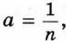 a = 1/n,